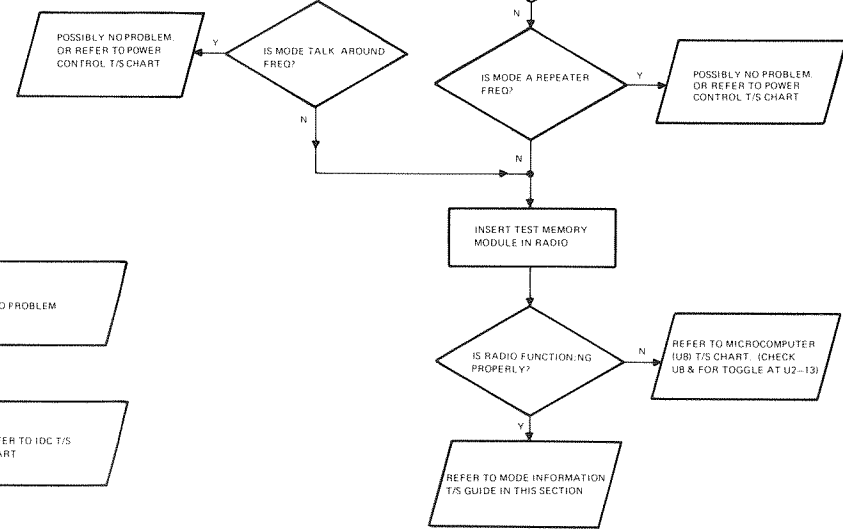 N
POSSIBLY NO PROBLEM.
OR REFER TO POWER
CONTROL T/S CHART
Y
IS MODE TALK AROUND
FREQ?
N
IS MODE A REPEATER
FREQ?
Y
POSSIBLY NO PROBLEM.
OR REFER TO POWER
CONTROL T/S CHART
N
INSERT TEST MEMORY
MODULE IN RADIO
O PROBLEM
IS RADIO FUNCTIONING
PROPERLY?
N
REFER TO MICROCOMPUTER
(U8) T/S CHART. (CHECK
U8 & FOR TOGGLE AT U2-13)
Y
ER TO IDC T/S
ART
REFER TO MODE INFORMATION
T/S GUIDE IN THIS SECTION